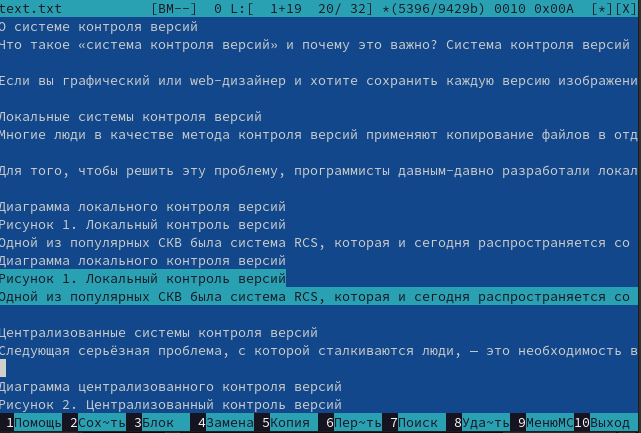 text.txt [BM--] 0 L:[ 1+19 20/ 32] *(5396/9429b) 0010 0x00A [*][X]
О системе контроля версий
Что такое «система контроля версий» и почему это важно? Система контроля версий
Если вы графический или web-дизайнер и хотите сохранить каждую версию изображени
Локальные системы контроля версий
Многие люди в качестве метода контроля версий применяют копирование файлов в отд
Для того, чтобы решить эту проблему, программисты давным-давно разработали локал
Диаграмма локального контроля версий
Рисунок 1. Локальный контроль версий
Одной из популярных СКВ была система RCS, которая и сегодня распространяется со
Диаграмма локального контроля версий
Рисунок 1. Локальный контроль версий
Одной из популярных СКВ была система RCS, которая и сегодня распространяется со
Централизованные системы контроля версий
Следующая серьёзная проблема, с которой сталкиваются люди, — это необходимость в
Диаграмма централизованного контроля версий
Рисунок 2. Централизованный контроль версий
1Помощь 2Сох~ть 3Блок 4Замена 5Копия 6Пер~ть 7Поиск 8Уда~ть 9МенюMC 10Выход